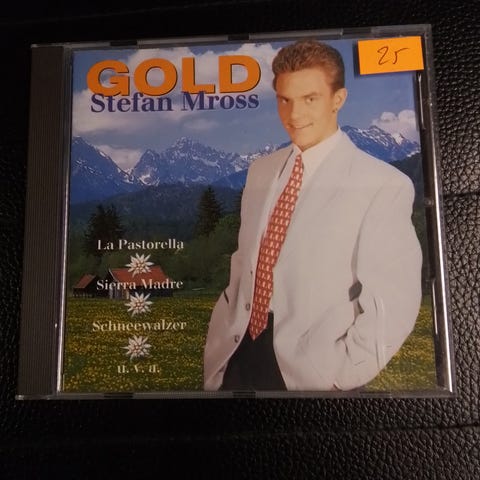 GOLD
Stefan Mross
25
La Pastorella
Sierra Madre
Schneewalzer
u. v. a.